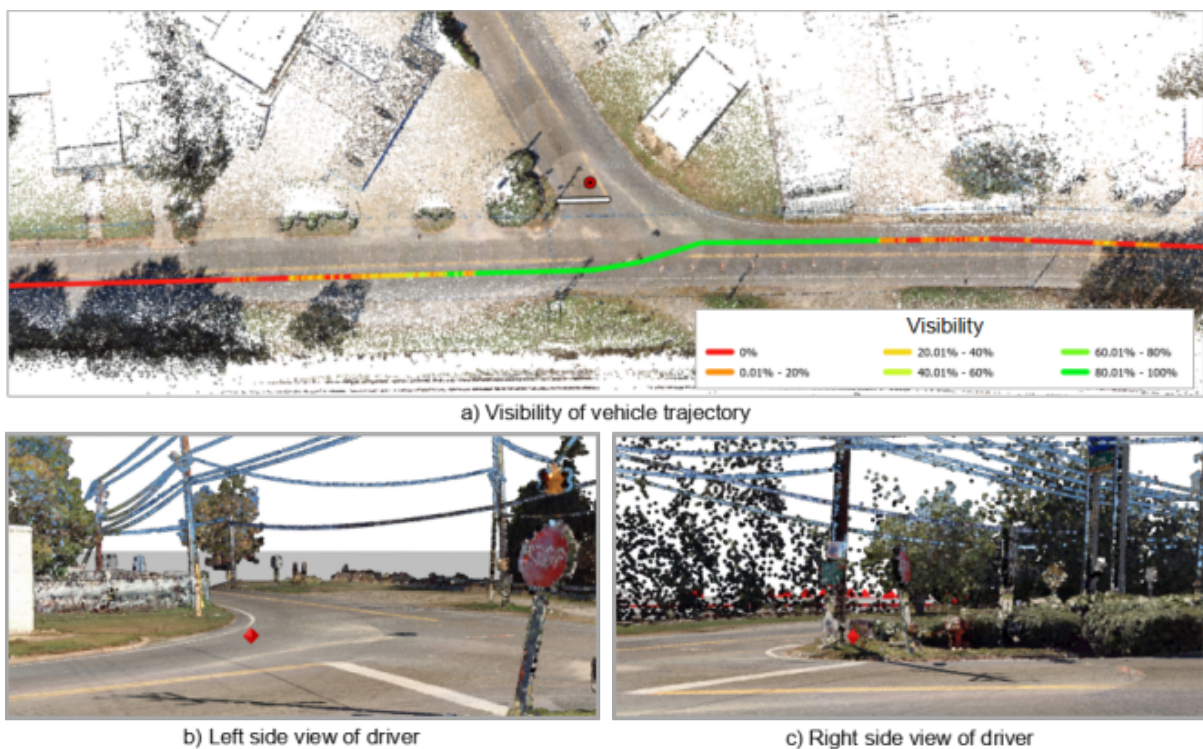 Visibility
0% 20.01% - 40% 60.01% - 80%
0.01% - 20% 40.01% - 60% 80.01% - 100%
a) Visibility of vehicle trajectory
b) Left side view of driver
c) Right side view of driver